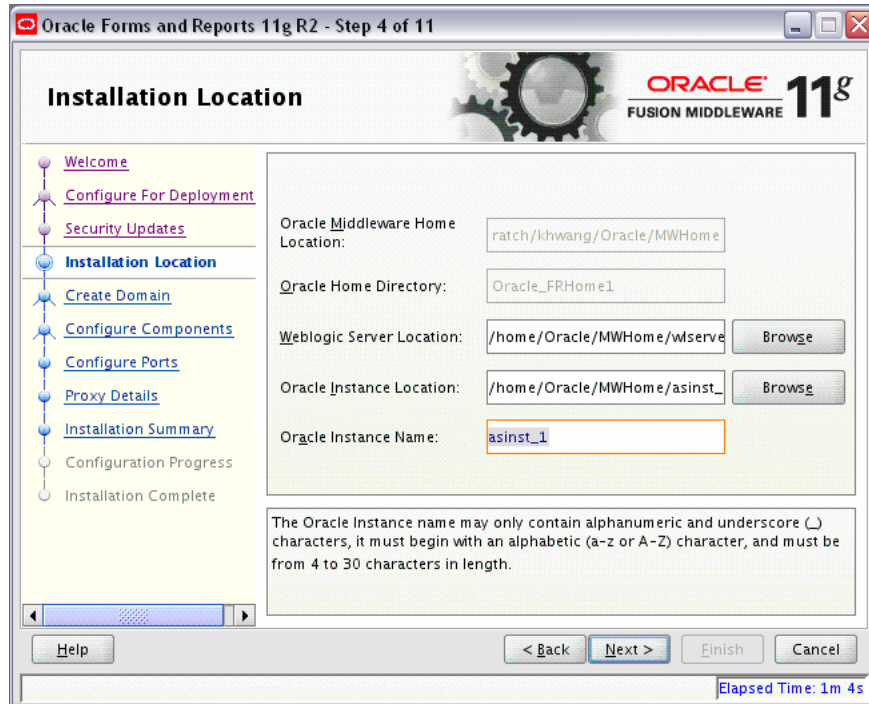 Oracle Forms and Reports 11g R2 - Step 4 of 11
Installation Location
ORACLE
FUSION MIDDLEWARE
11g
Welcome
Configure For Deployment
Security Updates
Installation Location
Create Domain
Configure Components
Configure Ports
Proxy Details
Installation Summary
Configuration Progress
Installation Complete
Oracle Middleware Home
Location:
ratch/khwang/Oracle/MWHome
Oracle Home Directory:
Oracle_FRHome1
Weblogic Server Location:
/home/Oracle/MWHome/wlserve
Browse
Oracle Instance Location:
/home/Oracle/MWHome/asinst_
Browse
Oracle Instance Name:
asinst_1
The Oracle Instance name may only contain alphanumeric and underscore (_)
characters, it must begin with an alphabetic (a-z or A-Z) character, and must be
from 4 to 30 characters in length.
Help
< Back
Next >
Finish
Cancel
Elapsed Time: 1m 4s